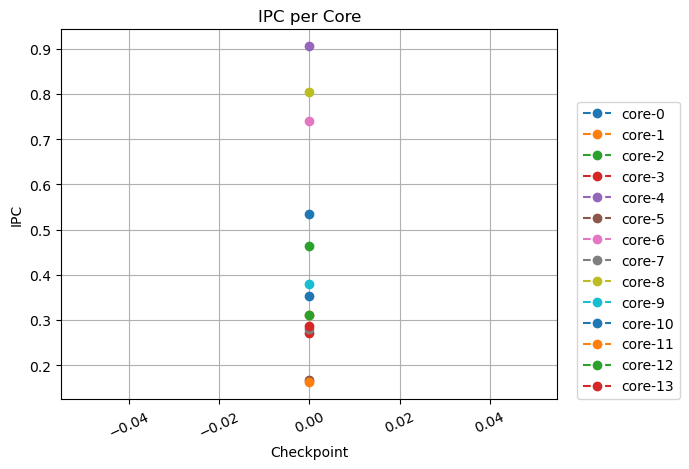 IPC per Core
0.9
0.8
0.7
0.6
0.5
0.4
0.3
0.2
IPC
−0.04
−0.02
0.00
0.02
0.04
Checkpoint
core-0
core-1
core-2
core-3
core-4
core-5
core-6
core-7
core-8
core-9
core-10
core-11
core-12
core-13